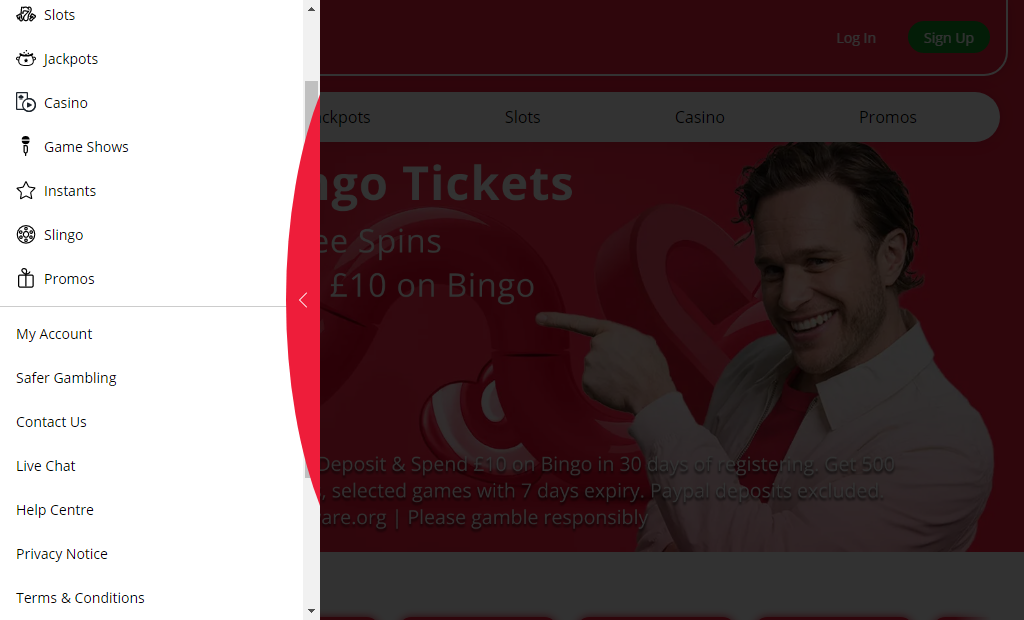 Slots
Jackpots
Casino
Game Shows
Instants
Slingo
Promos
My Account
Safer Gambling
Contact Us
Live Chat
Help Centre
Privacy Notice
Terms & Conditions
Log In
Sign Up
Slots
Casino
Promos
Tickets
Spins
£10 on Bingo
Deposit & Spend £10 on Bingo in 30 days of registering. Get 500
, selected games with 7 days expiry. Paypal deposits excluded.
are.org | Please gamble responsibly